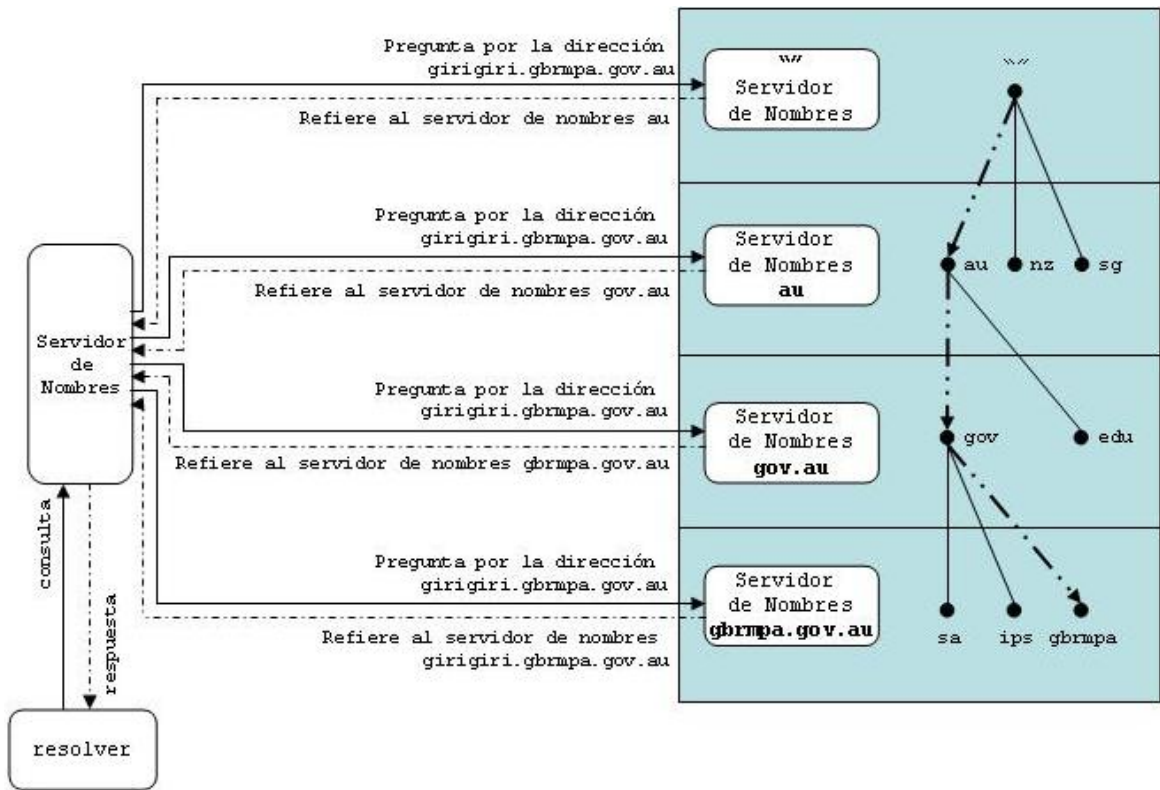 Pregunta por la dirección
girigiri.gbrmpa.gov.au
Refiere al servidor de nombres au
“”
Servidor
de Nombres
“”
Pregunta por la dirección
girigiri.gbrmpa.gov.au
Refiere al servidor de nombres gov.au
Servidor
de Nombres
au
au
nz
sg
Servidor
de
Nombres
Pregunta por la dirección
girigiri.gbrmpa.gov.au
Refiere al servidor de nombres gbrmpa.gov.au
Servidor
de Nombres
gov.au
gov
edu
Pregunta por la dirección
girigiri.gbrmpa.gov.au
Refiere al servidor de nombres
girigiri.gbrmpa.gov.au
Servidor
de Nombres
gbrmpa.gov.au
sa
ips
gbrmpa
consulta
respuesta
resolver